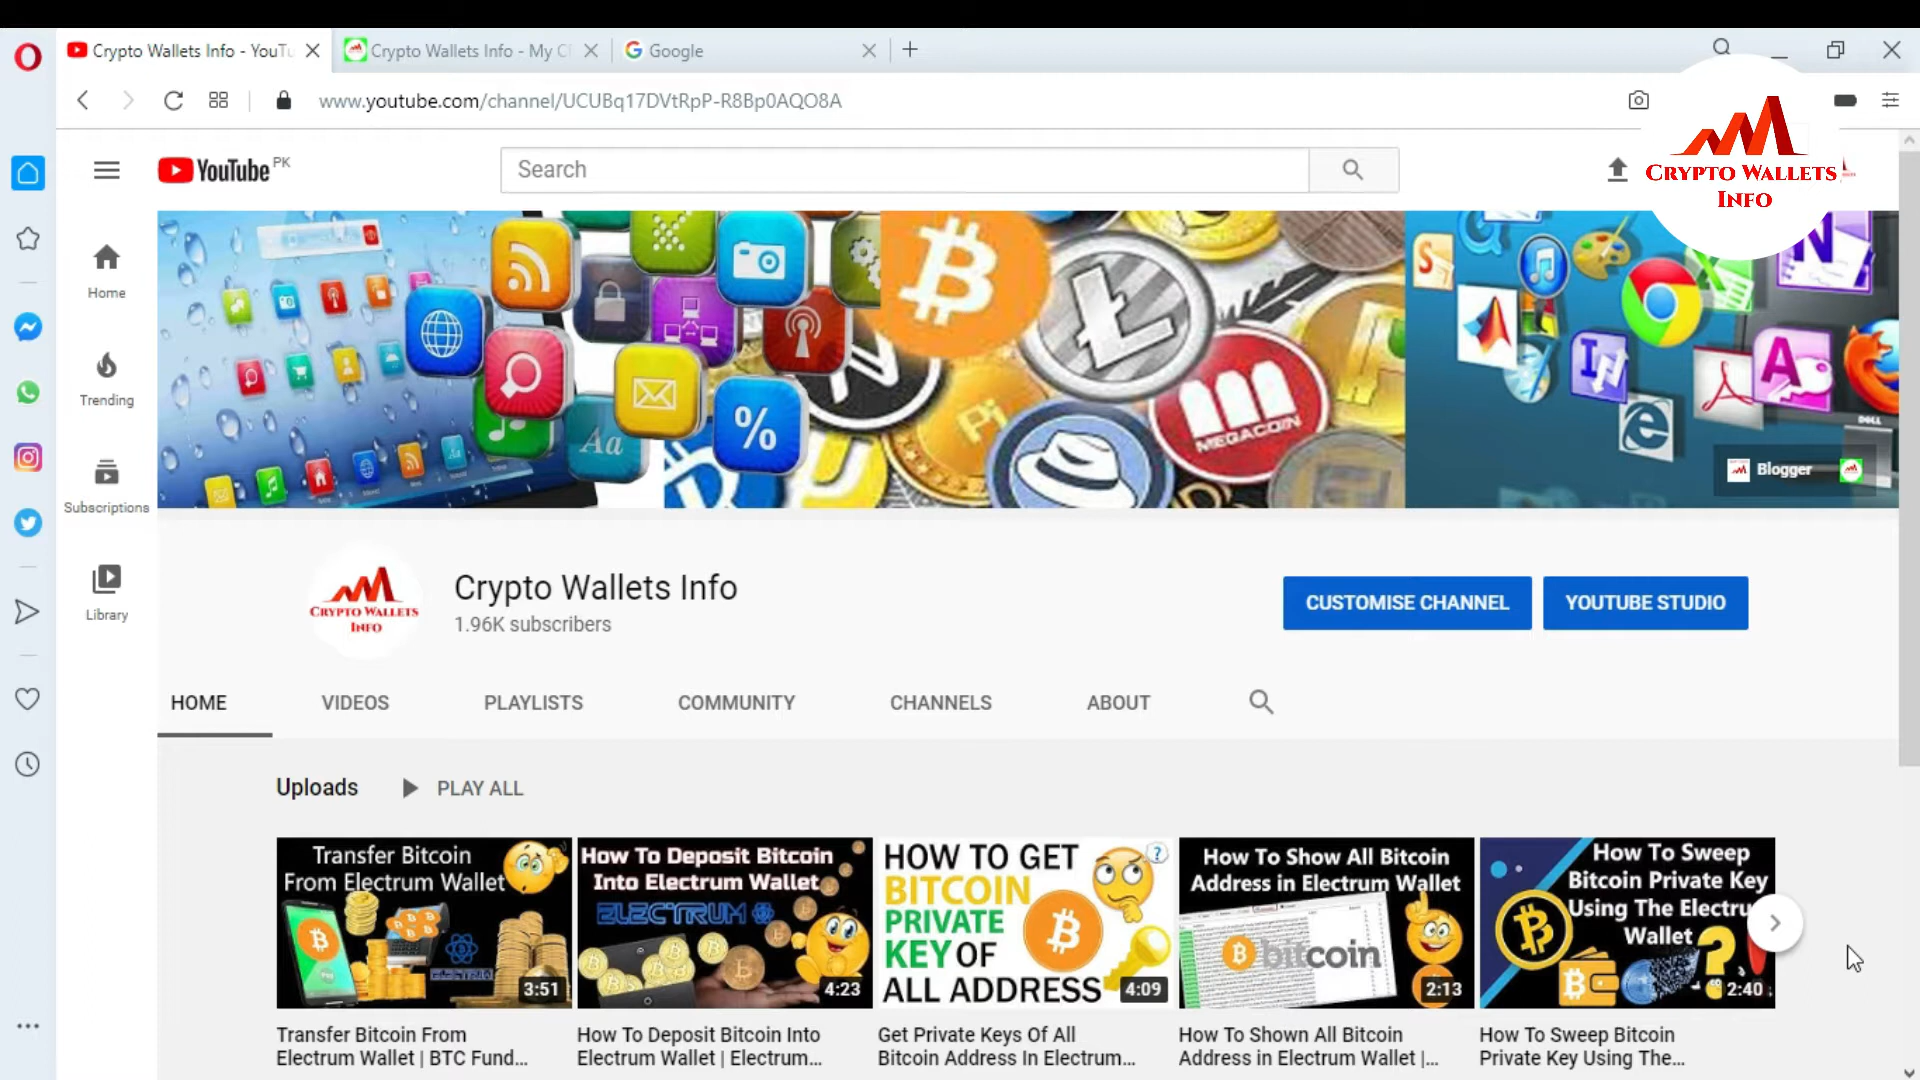 Crypto Wallets Info - YouTu
Crypto Wallets Info - My C
Google
www.youtube.com/channel/UCUBq17DVtRpP-R8Bp0AQO8A
YouTube PK
Search
Crypto Wallets
Info
Home
Trending
Subscriptions
Library
Aa
%
MEGACOIN
DELL
Blogger
Crypto Wallets
Info
Crypto Wallets Info
1.96K subscribers
CUSTOMISE CHANNEL
YOUTUBE STUDIO
HOME
VIDEOS
PLAYLISTS
COMMUNITY
CHANNELS
ABOUT
Uploads
PLAY ALL
Transfer Bitcoin
From Electrum Wallet
3:51
How To Deposit Bitcoin
Into Electrum Wallet
ELECTRUM
4:23
HOW TO GET
BITCOIN
PRIVATE
KEY OF
ALL ADDRESS
4:09
How To Show All Bitcoin
Address in Electrum Wallet
bitcoin
2:13
How To Sweep
Bitcoin Private Key
Using The Electru
Wallet
2:40
Transfer Bitcoin From
Electrum Wallet | BTC Fund...
How To Deposit Bitcoin Into
Electrum Wallet | Electrum...
Get Private Keys Of All
Bitcoin Address In Electrum...
How To Shown All Bitcoin
Address in Electrum Wallet |...
How To Sweep Bitcoin
Private Key Using The...